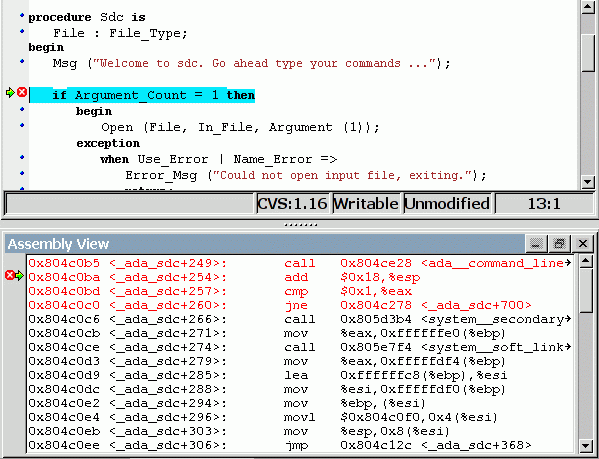 procedure Sdc is
File : File_Type;
begin
Msg ("Welcome to sdc. Go ahead type your commands ...");
if Argument_Count = 1 then
begin
Open (File, In_File, Argument (1));
exception
when Use_Error | Name_Error =>
Error_Msg ("Could not open input file, exiting.");
return;
CVS:1.16 Writable Unmodified 13:1
Assembly View
0x804c0b5 <_ada_sdc+249>: call 0x804ce28 <ada__command_line
0x804c0ba <_ada_sdc+254>: add $0x18,%esp
0x804c0bd <_ada_sdc+257>: cmp $0x1,%eax
0x804c0c0 <_ada_sdc+260>: jne 0x804c278 <_ada_sdc+700>
0x804c0c6 <_ada_sdc+266>: call 0x805d3b4 <system__secondary
0x804c0cb <_ada_sdc+271>: mov %eax,0xffffffe0(%ebp)
0x804c0ce <_ada_sdc+274>: call 0x805e7f4 <system__soft_link
0x804c0d3 <_ada_sdc+279>: mov %eax,0xfffffdf4(%ebp)
0x804c0d9 <_ada_sdc+285>: lea 0xffffffc8(%ebp),%esi
0x804c0dc <_ada_sdc+288>: mov %esi,0xfffffdf0(%ebp)
0x804c0e2 <_ada_sdc+294>: mov %ebp,(%esi)
0x804c0e4 <_ada_sdc+296>: movl $0x804c0f0,0x4(%esi)
0x804c0eb <_ada_sdc+303>: mov %esp,0x8(%esi)
0x804c0ee <_ada_sdc+306>: jmp 0x804c12c <_ada_sdc+368>